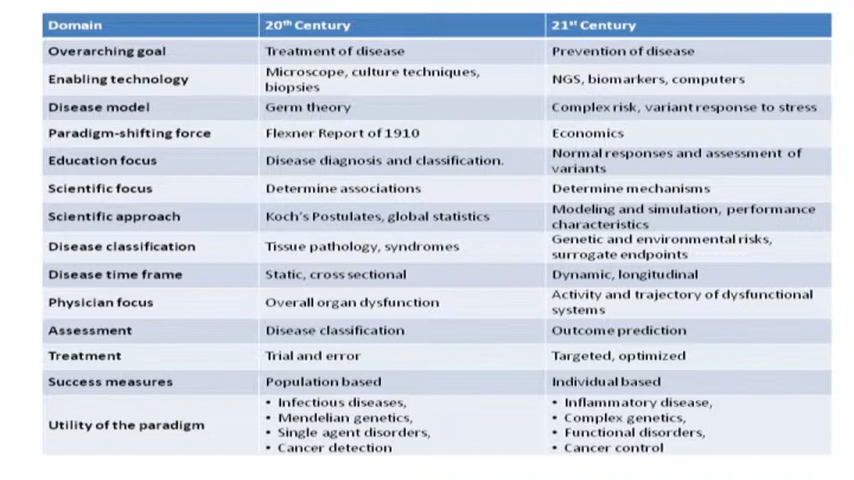 Domain 20th Century 21st Century
Overarching goal Treatment of disease Prevention of disease
Enabling technology Microscope, culture techniques, biopsies NGS, biomarkers, computers
Disease model Germ theory Complex risk, variant response to stress
Paradigm-shifting force Flexner Report of 1910 Economics
Education focus Disease diagnosis and classification. Normal responses and assessment of variants
Scientific focus Determine associations Determine mechanisms
Scientific approach Koch's Postulates, global statistics Modeling and simulation, performance characteristics
Disease classification Tissue pathology, syndromes Genetic and environmental risks, surrogate endpoints
Disease time frame Static, cross sectional Dynamic, longitudinal
Physician focus Overall organ dysfunction Activity and trajectory of dysfunctional systems
Assessment Disease classification Outcome prediction
Treatment Trial and error Targeted, optimized
Success measures Population based Individual based
Utility of the paradigm
• Infectious diseases,
• Mendelian genetics,
• Single agent disorders,
• Cancer detection
• Inflammatory disease,
• Complex genetics,
• Functional disorders,
• Cancer control